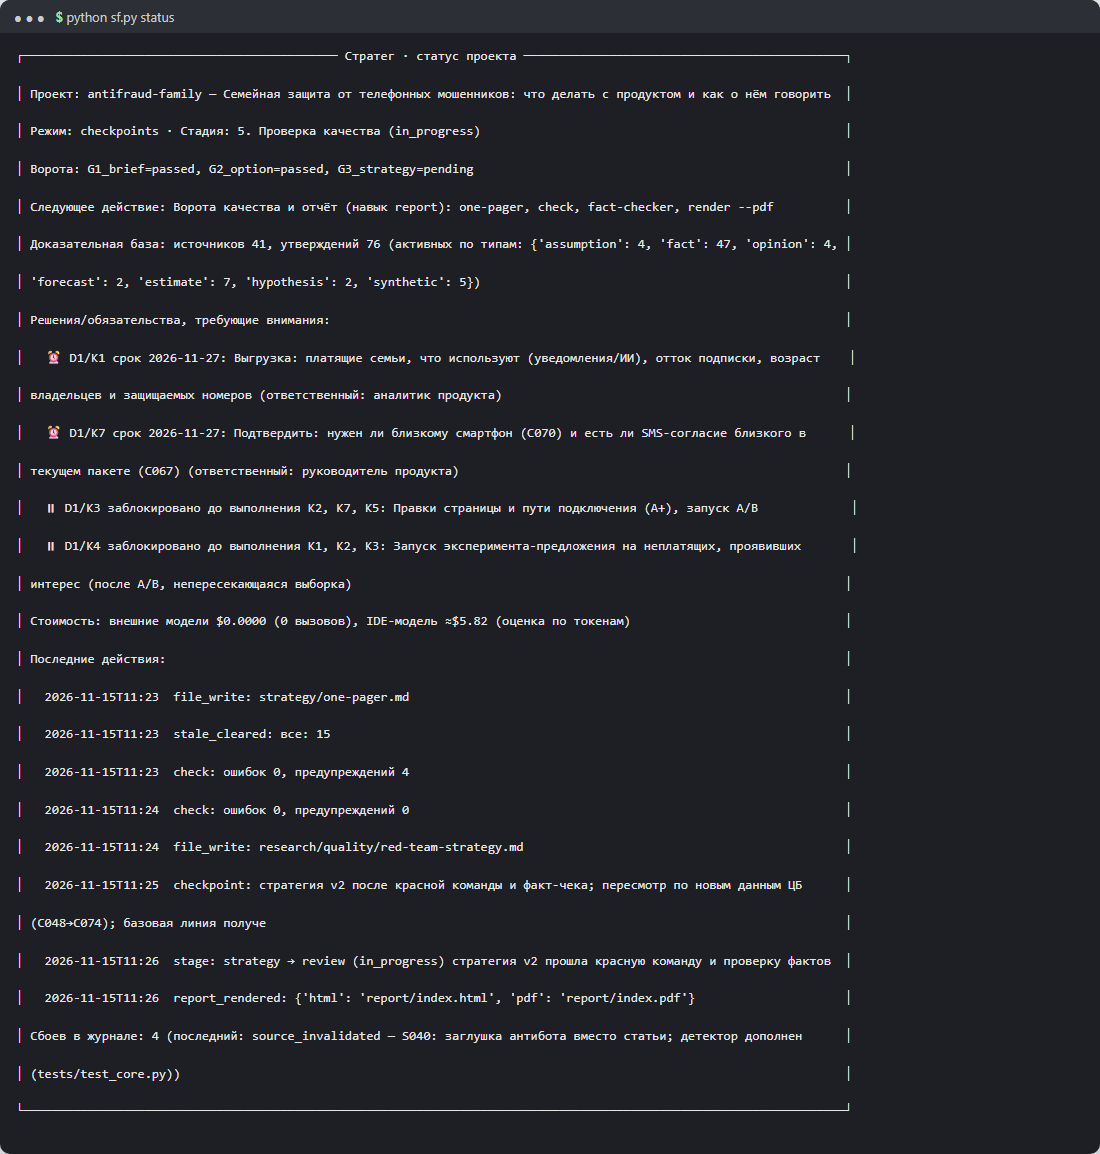 $ python sf.py status
Стратег · статус проекта
Проект: antifraud-family — Семейная защита от телефонных мошенников: что делать с продуктом и как о нём говорить
Режим: checkpoints · Стадия: 5. Проверка качества (in_progress)
Ворота: G1_brief=passed, G2_option=passed, G3_strategy=pending
Следующее действие: Ворота качества и отчёт (навык report): one-pager, check, fact-checker, render --pdf
Доказательная база: источников 41, утверждений 76 (активных по типам: {'assumption': 4, 'fact': 47, 'opinion': 4,
'forecast': 2, 'estimate': 7, 'hypothesis': 2, 'synthetic': 5})
Решения/обязательства, требующие внимания:
⏰ D1/K1 срок 2026-11-27: Выгрузка: платящие семьи, что используют (уведомления/ИИ), отток подписки, возраст
владельцев и защищаемых номеров (ответственный: аналитик продукта)
⏰ D1/K7 срок 2026-11-27: Подтвердить: нужен ли близкому смартфон (C070) и есть ли SMS-согласие близкого в
текущем пакете (C067) (ответственный: руководитель продукта)
⏸ D1/K3 заблокировано до выполнения K2, K7, K5: Правки страницы и пути подключения (A+), запуск A/B
⏸ D1/K4 заблокировано до выполнения K1, K2, K3: Запуск эксперимента-предложения на неплатящих, проявивших
интерес (после A/B, непересекающаяся выборка)
Стоимость: внешние модели $0.0000 (0 вызовов), IDE-модель ≈$5.82 (оценка по токенам)
Последние действия:
2026-11-15T11:23  file_write: strategy/one-pager.md
2026-11-15T11:23  stale_cleared: все: 15
2026-11-15T11:23  check: ошибок 0, предупреждений 4
2026-11-15T11:24  check: ошибок 0, предупреждений 0
2026-11-15T11:24  file_write: research/quality/red-team-strategy.md
2026-11-15T11:25  checkpoint: стратегия v2 после красной команды и факт-чека; пересмотр по новым данным ЦБ
(C048→C074); базовая линия получе
2026-11-15T11:26  stage: strategy → review (in_progress) стратегия v2 прошла красную команду и проверку фактов
2026-11-15T11:26  report_rendered: {'html': 'report/index.html', 'pdf': 'report/index.pdf'}
Сбоев в журнале: 4 (последний: source_invalidated — S040: заглушка антибота вместо статьи; детектор дополнен
(tests/test_core.py))